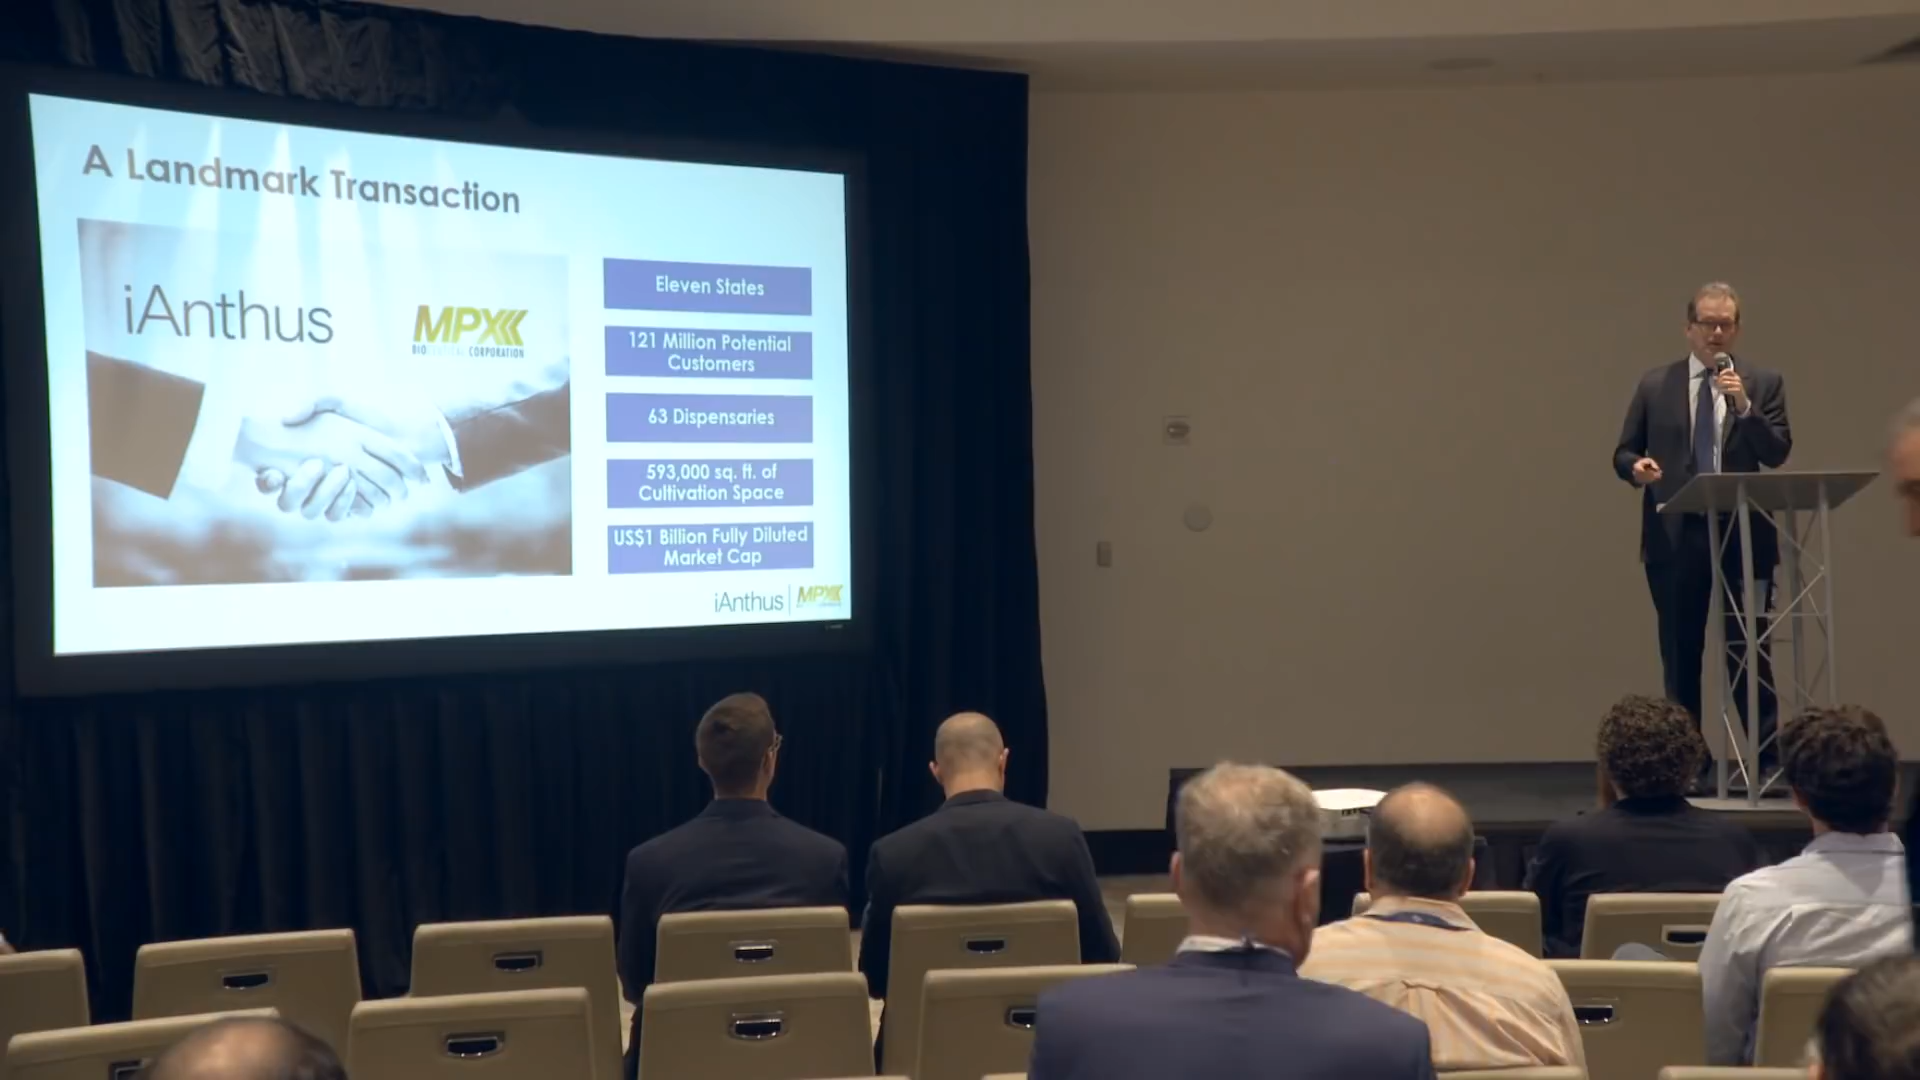 A Landmark Transaction
iAnthus
MPX
CORPORATION
Eleven States
121 Million Potential
Customers
63 Dispensaries
593,000 sq. ft. of
Cultivation Space
US$1 Billion Fully Diluted
Market Cap
iAnthus | MPX